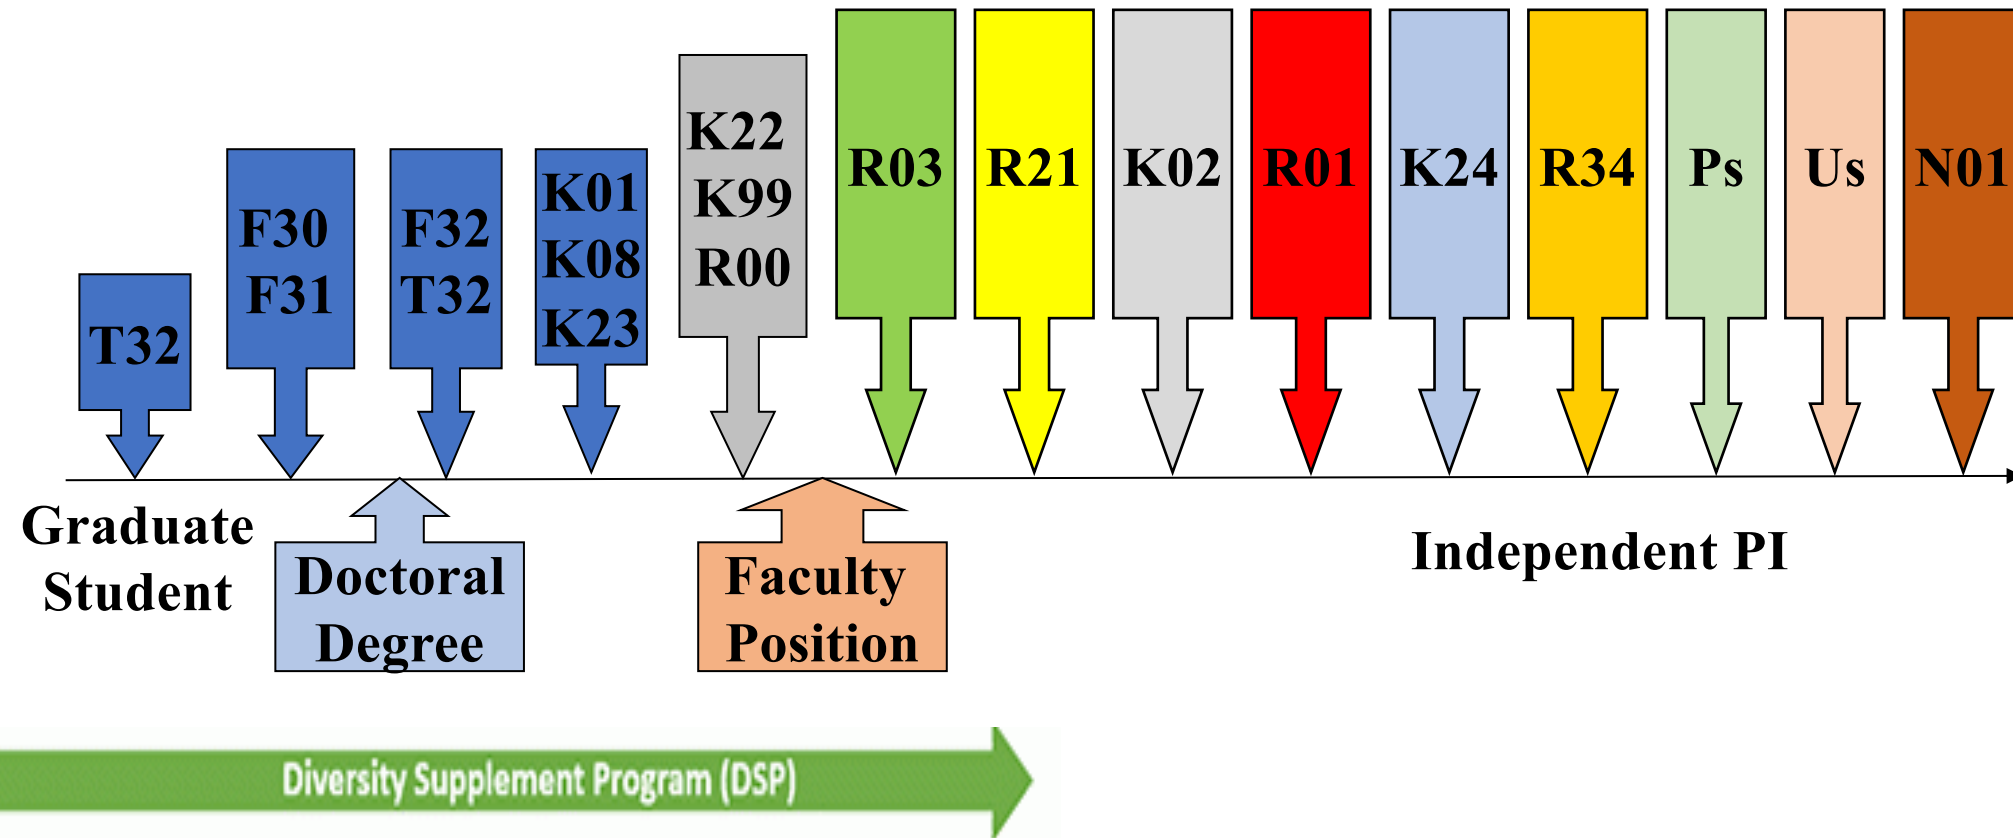 T32
F30
F31
F32
T32
K01
K08
K23
K22
K99
R00
R03
R21
K02
R01
K24
R34
Ps
Us
N01
Graduate
Student
Doctoral
Degree
Faculty
Position
Independent PI
Diversity Supplement Program (DSP)